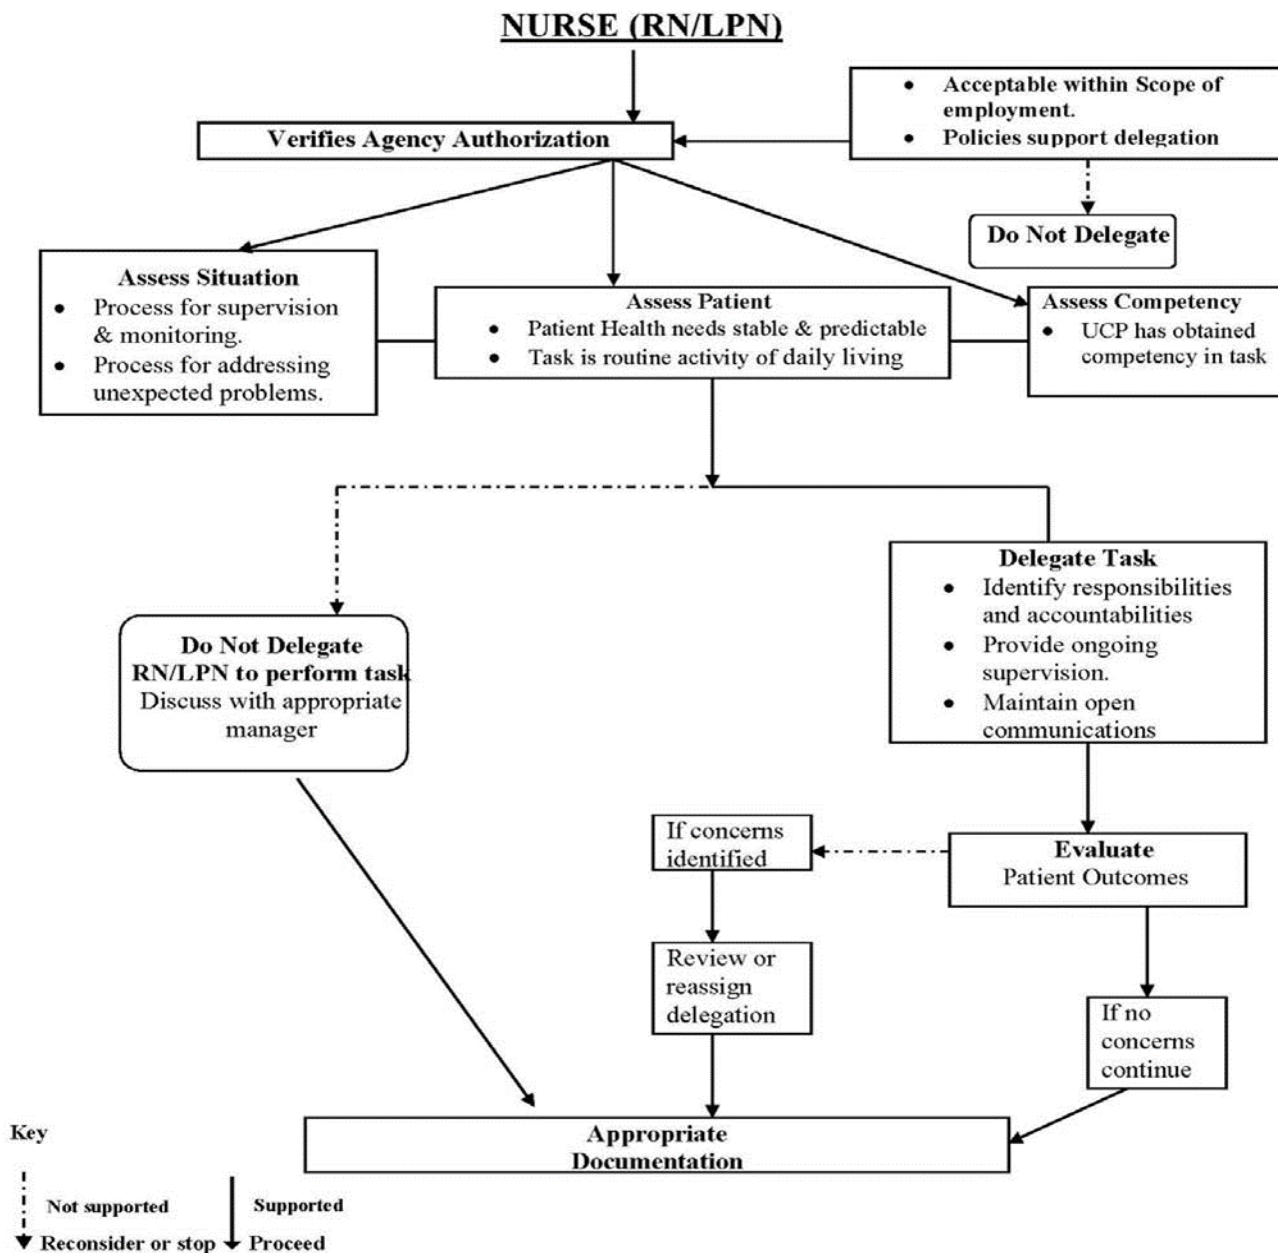 NURSE (RN/LPN)
• Acceptable within Scope of
employment.
• Policies support delegation
Verifies Agency Authorization
Do Not Delegate
Assess Situation
• Process for supervision
& monitoring.
• Process for addressing
unexpected problems.
Assess Patient
• Patient Health needs stable & predictable
• Task is routine activity of daily living
Assess Competency
• UCP has obtained
competency in task
Delegate Task
• Identify responsibilities
and accountabilities
• Provide ongoing
supervision.
• Maintain open
communications
Do Not Delegate
RN/LPN to perform task
Discuss with appropriate
manager
If concerns
identified
Evaluate
Patient Outcomes
Review or
reassign
delegation
If no
concerns
continue
Appropriate
Documentation
Key
Not supported
Supported
Reconsider or stop
Proceed